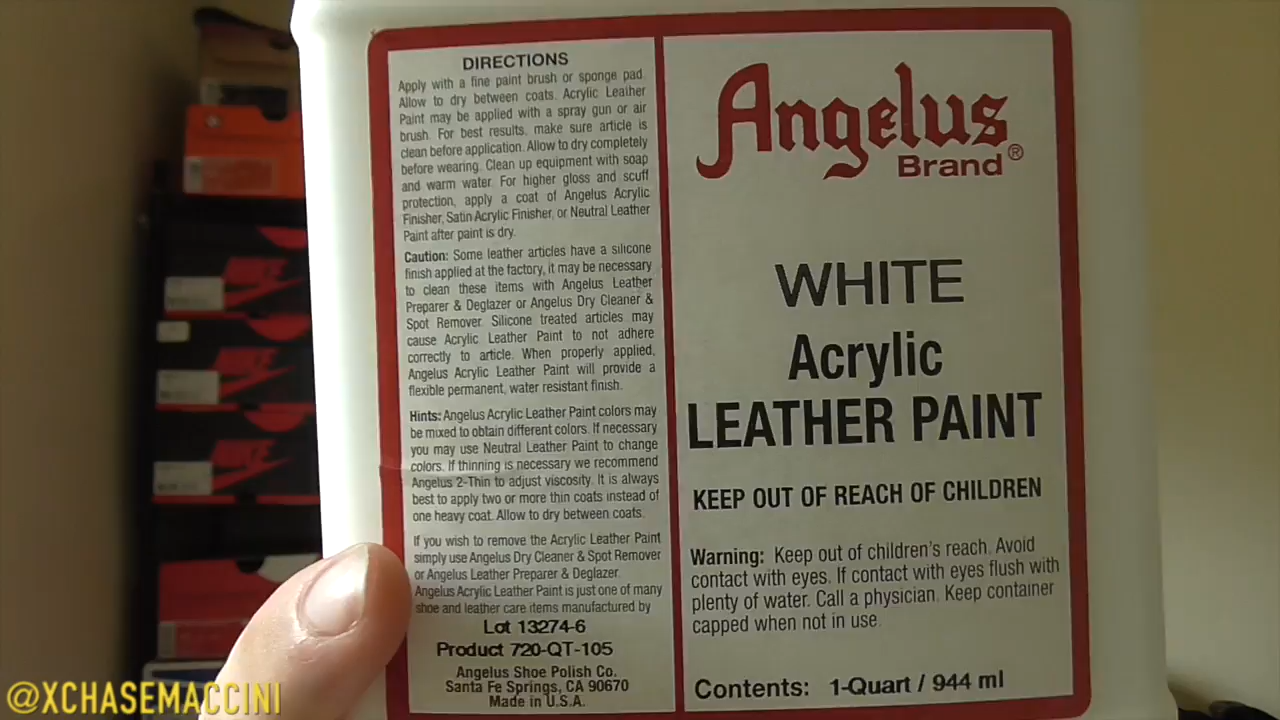 DIRECTIONS
Apply with a fine paint brush or sponge pad.
Allow to dry between coats. Acrylic Leather
Paint may be applied with a spray gun or air
brush. For best results, make sure article is
clean before application. Allow to dry completely
before wearing. Clean up equipment with soap
and warm water. For higher gloss and scuff
protection, apply a coat of Angelus Acrylic
Finisher, Satin Acrylic Finisher, or Neutral Leather
Paint after paint is dry.
Caution: Some leather articles have a silicone
finish applied at the factory, it may be necessary
to clean these items with Angelus Leather
Preparer & Deglazer or Angelus Dry Cleaner &
Spot Remover. Silicone treated articles may
cause Acrylic Leather Paint to not adhere
correctly to article. When properly applied,
Angelus Acrylic Leather Paint will provide a
flexible permanent, water resistant finish.
Hints: Angelus Acrylic Leather Paint colors may
be mixed to obtain different colors. If necessary
you may use Neutral Leather Paint to change
colors. If thinning is necessary we recommend
Angelus 2-Thin to adjust viscosity. It is always
best to apply two or more thin coats instead of
one heavy coat. Allow to dry between coats.
If you wish to remove the Acrylic Leather Paint
simply use Angelus Dry Cleaner & Spot Remover
or Angelus Leather Preparer & Deglazer.
Angelus Acrylic Leather Paint is just one of many
shoe and leather care items manufactured by
Lot 13274-6
Product 720-QT-105
Angelus Shoe Polish Co.
Santa Fe Springs, CA 90670
Made in U.S.A.
Angelus
Brand®
WHITE
Acrylic
LEATHER PAINT
KEEP OUT OF REACH OF CHILDREN
Warning: Keep out of children's reach. Avoid
contact with eyes. If contact with eyes flush with
plenty of water. Call a physician. Keep container
capped when not in use.
Contents: 1-Quart / 944 ml
@XCHASEMACCINI